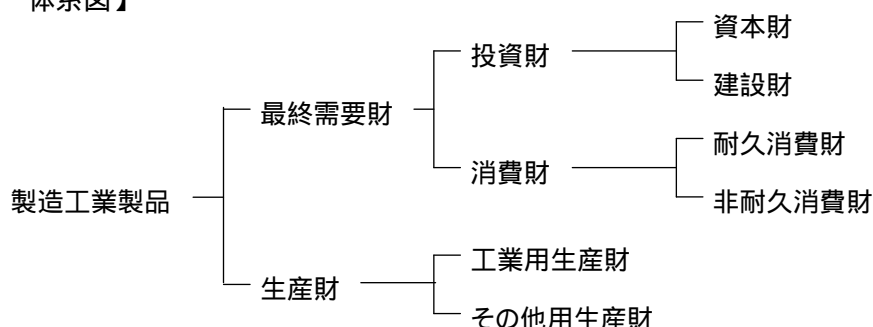 体系図】
製造工業製品
最終需要財
投資財
資本財
建設財
消費財
耐久消費財
非耐久消費財
生産財
工業用生産財
その他用生産財